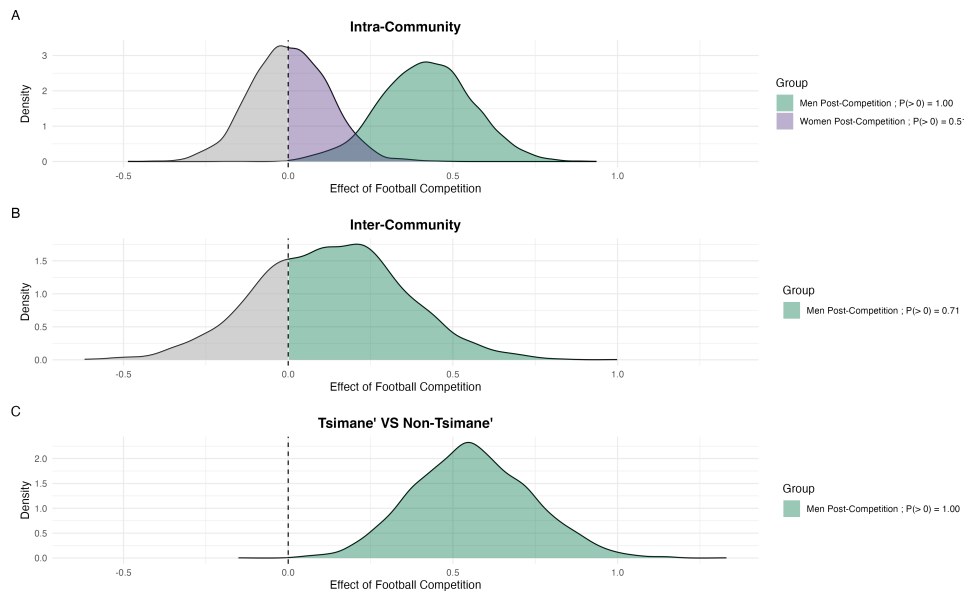 A
Intra-Community
3
2
1
0
Density
-0.5 0.0 0.5 1.0
Effect of Football Competition
Group
Men Post-Competition ; P(> 0) = 1.00
Women Post-Competition ; P(> 0) = 0.51
B
Inter-Community
1.5
1.0
0.5
0.0
Density
-0.5 0.0 0.5 1.0
Effect of Football Competition
Group
Men Post-Competition ; P(> 0) = 0.71
C
Tsimane' VS Non-Tsimane'
2.0
1.5
1.0
0.5
0.0
Density
-0.5 0.0 0.5 1.0
Effect of Football Competition
Group
Men Post-Competition ; P(> 0) = 1.00